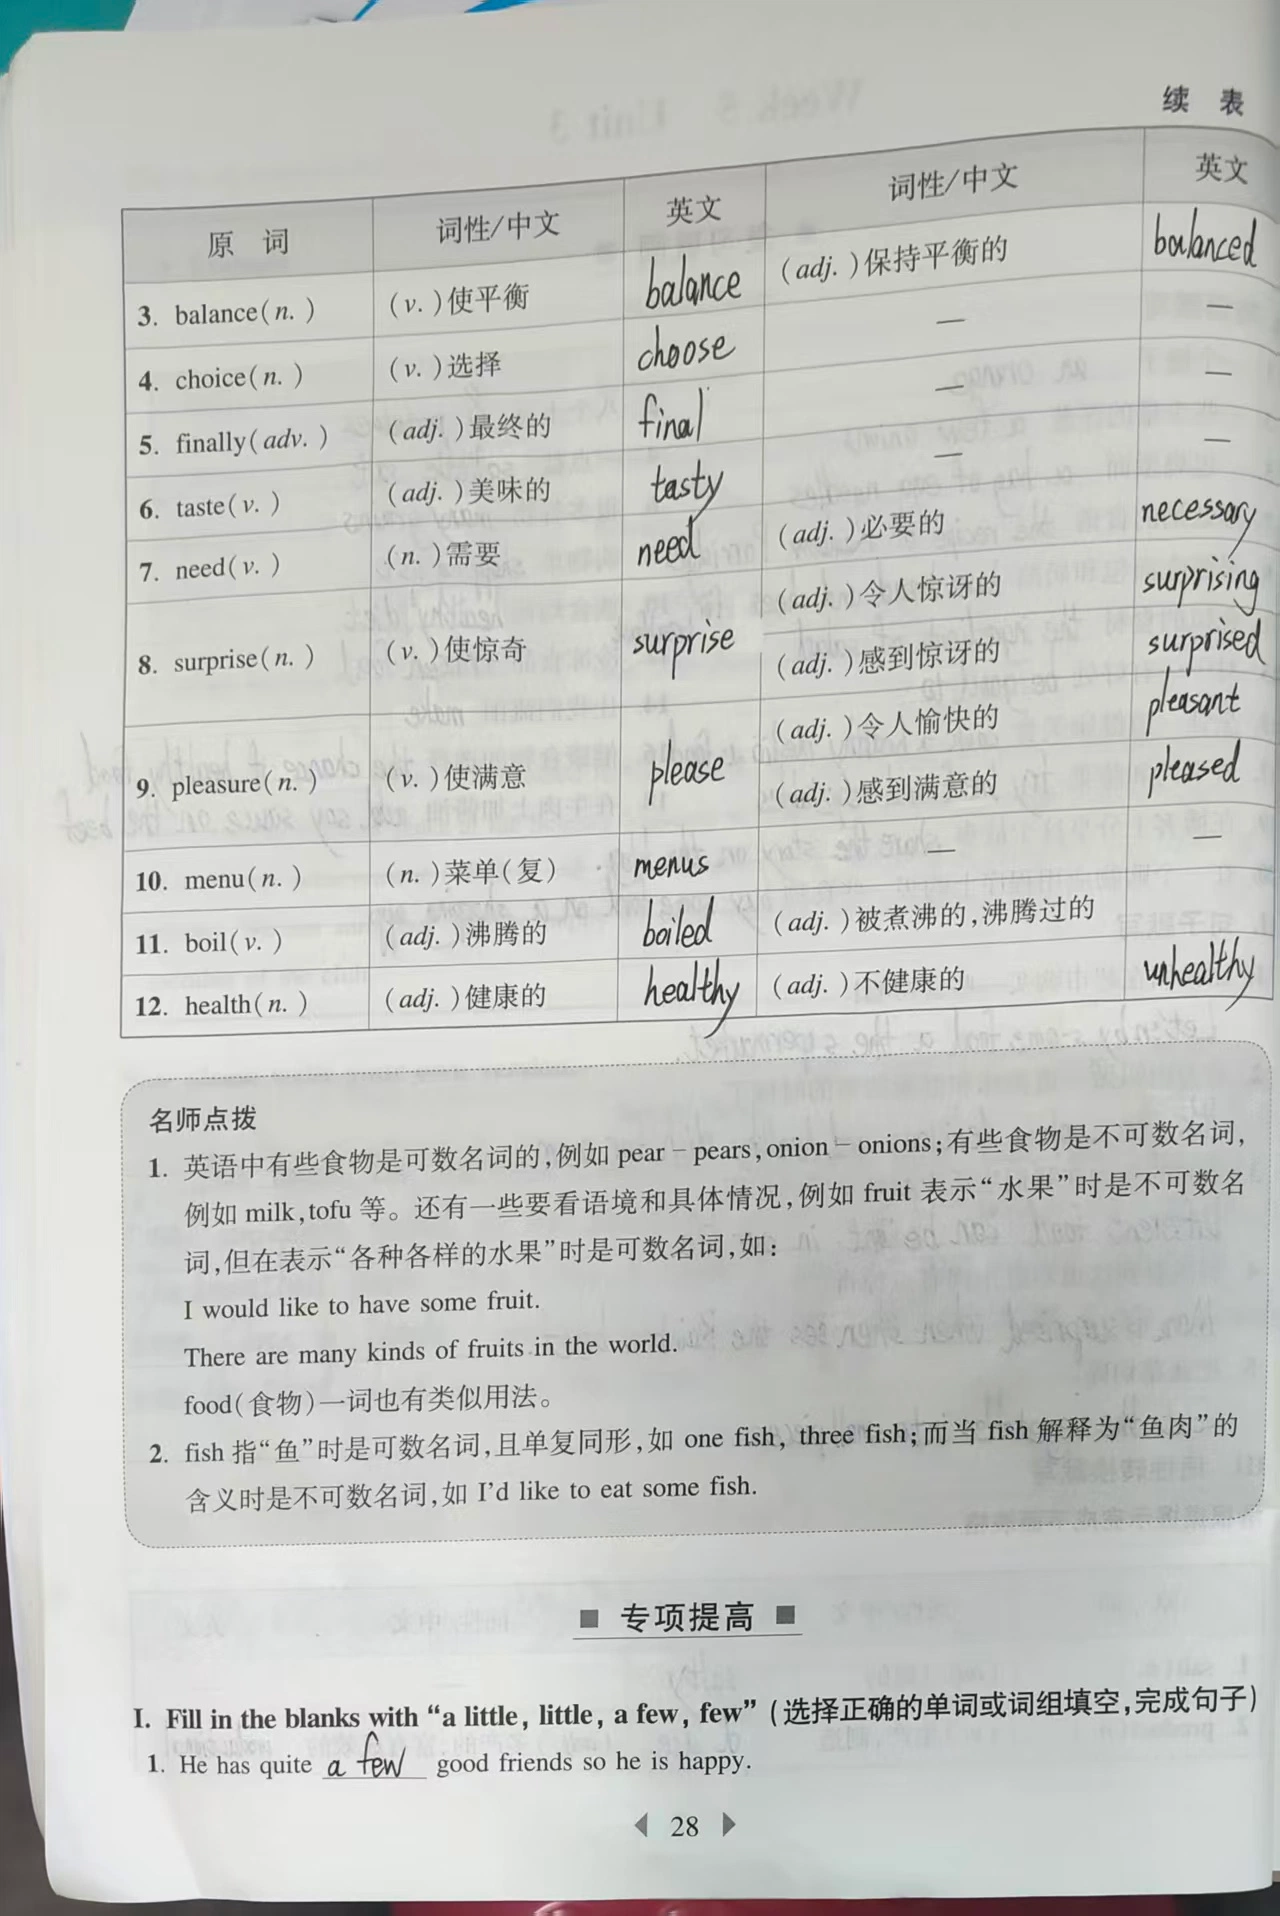 续 表
原 词 词性/中文 英文 词性/中文 英文
3. balance(n.) (v.)使平衡 balance (adj.)保持平衡的 balanced
4. choice(n.) (v.)选择 choose — —
5. finally(adv.) (adj.)最终的 final — —
6. taste(v.) (adj.)美味的 tasty — —
7. need(v.) (n.)需要 need (adj.)必要的 necessary
8. surprise(n.) (v.)使惊奇 surprise (adj.)令人惊讶的 surprising
(adj.)感到惊讶的 surprised
9. pleasure(n.) (v.)使满意 please (adj.)令人愉快的 pleasant
(adj.)感到满意的 pleased
10. menu(n.) (n.)菜单(复) menus — —
11. boil(v.) (adj.)沸腾的 boiled (adj.)被煮沸的,沸腾过的
12. health(n.) (adj.)健康的 healthy (adj.)不健康的 unhealthy
名师点拨
1. 英语中有些食物是可数名词的,例如 pear – pears,onion – onions;有些食物是不可数名词,
例如 milk,tofu 等。还有一些要看语境和具体情况,例如 fruit 表示“水果”时是不可数名
词,但在表示“各种各样的水果”时是可数名词,如:
I would like to have some fruit.
There are many kinds of fruits in the world.
food(食物)一词也有类似用法。
2. fish 指“鱼”时是可数名词,且单复同形,如 one fish, three fish;而当 fish 解释为“鱼肉”的
含义时是不可数名词,如 I’d like to eat some fish.
■ 专项提高 ■
I. Fill in the blanks with “a little, little, a few, few” (选择正确的单词或词组填空,完成句子)
1. He has quite a few good friends so he is happy.
28